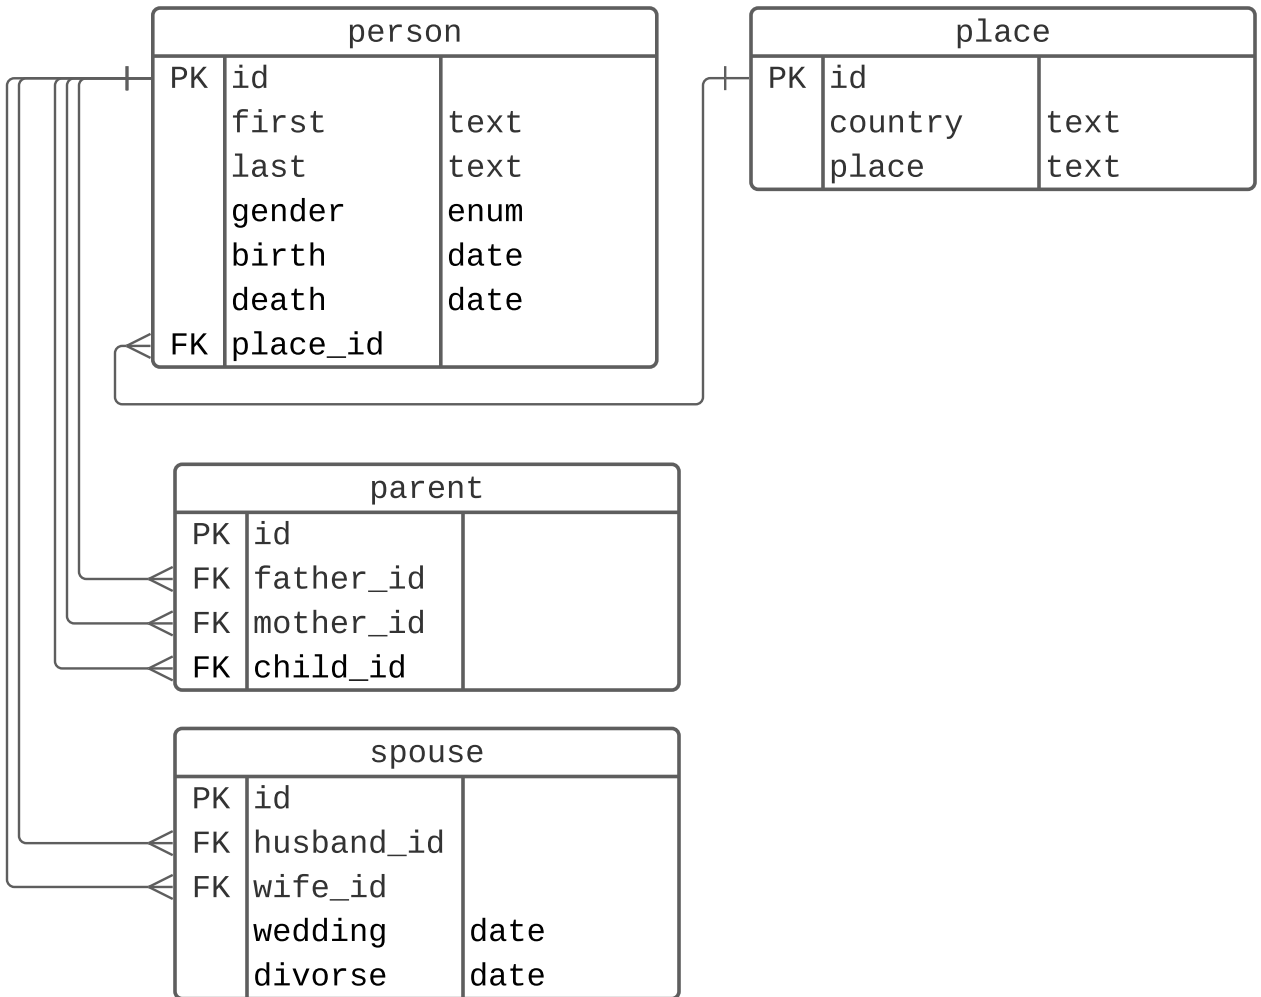 person
PK id
first text
last text
gender enum
birth date
death date
FK place_id
place
PK id
country text
place text
parent
PK id
FK father_id
FK mother_id
FK child_id
spouse
PK id
FK husband_id
FK wife_id
wedding date
divorse date